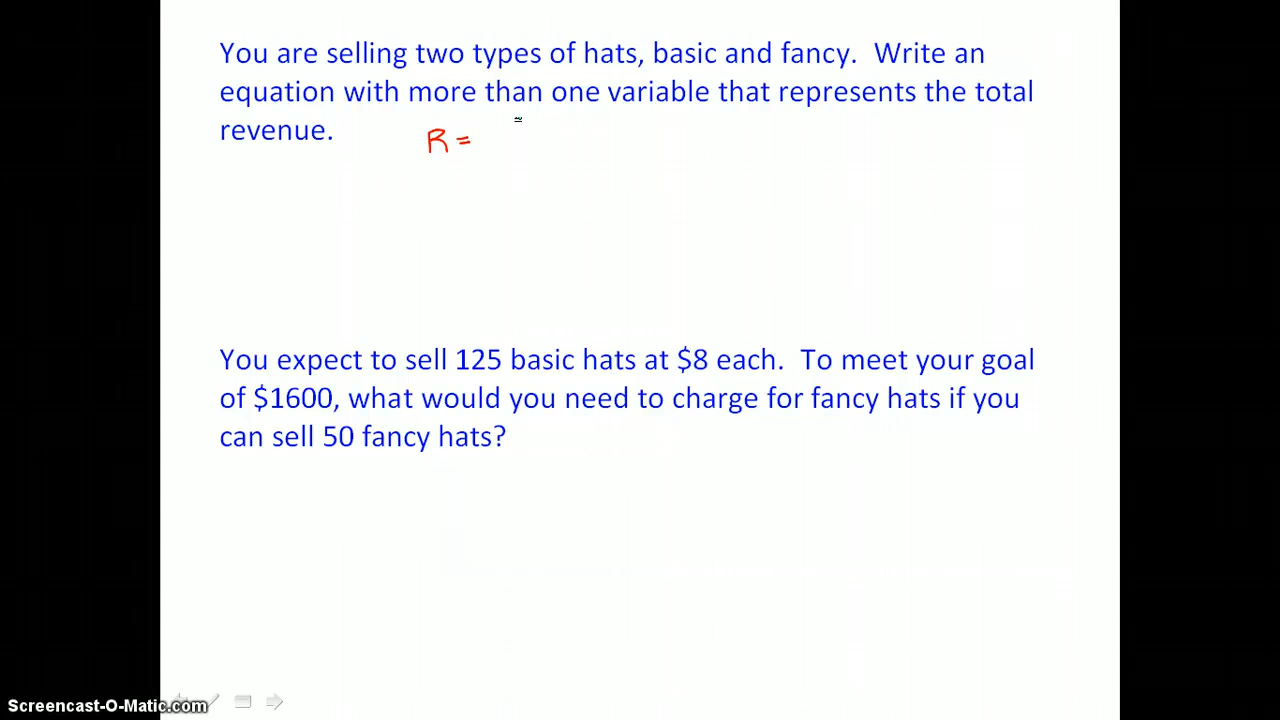 You are selling two types of hats, basic and fancy. Write an
equation with more than one variable that represents the total
revenue.
R =
You expect to sell 125 basic hats at $8 each. To meet your goal
of $1600, what would you need to charge for fancy hats if you
can sell 50 fancy hats?
Screencast-O-Matic.com